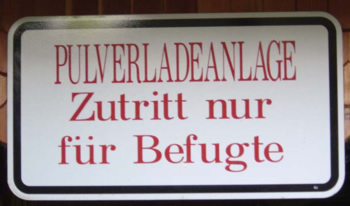 PULVERLADEANLAGE
Zutritt nur
für Befugte